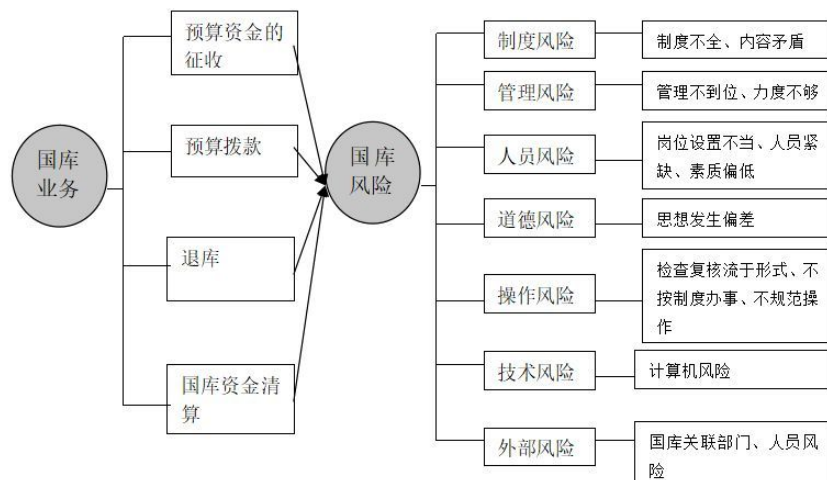 国库
业务
预算资金的
征收
预算拨款
退库
国库资金清
算
国库
风险
制度风险
制度不全、内容矛盾
管理风险
管理不到位、力度不够
人员风险
岗位设置不当、人员紧
缺、素质偏低
道德风险
思想发生偏差
操作风险
检查复核流于形式、不
按制度办事、不规范操
作
技术风险
计算机风险
外部风险
国库关联部门、人员风
险